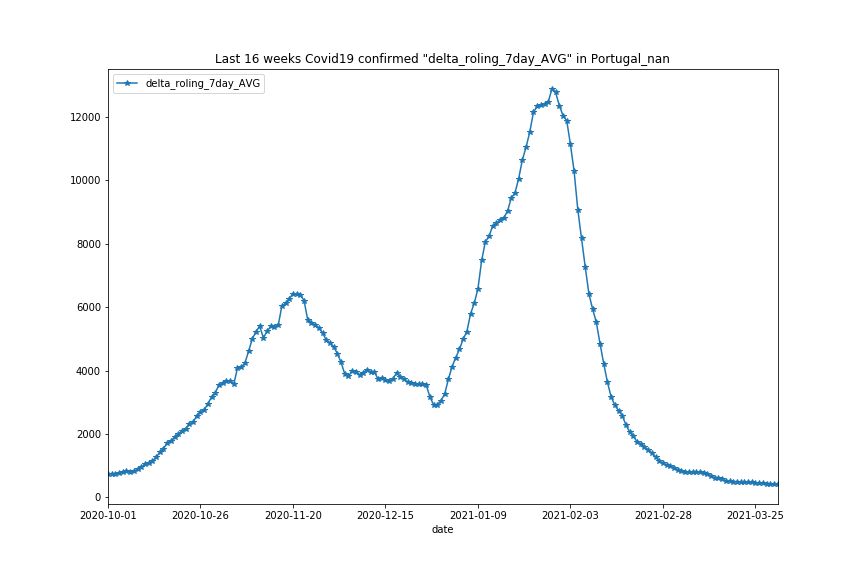 Last 16 weeks Covid19 confirmed "delta_roling_7day_AVG" in Portugal_nan
delta_roling_7day_AVG
12000
10000
8000
6000
4000
2000
0
2020-10-01 2020-10-26 2020-11-20 2020-12-15 2021-01-09 2021-02-03 2021-02-28 2021-03-25
date